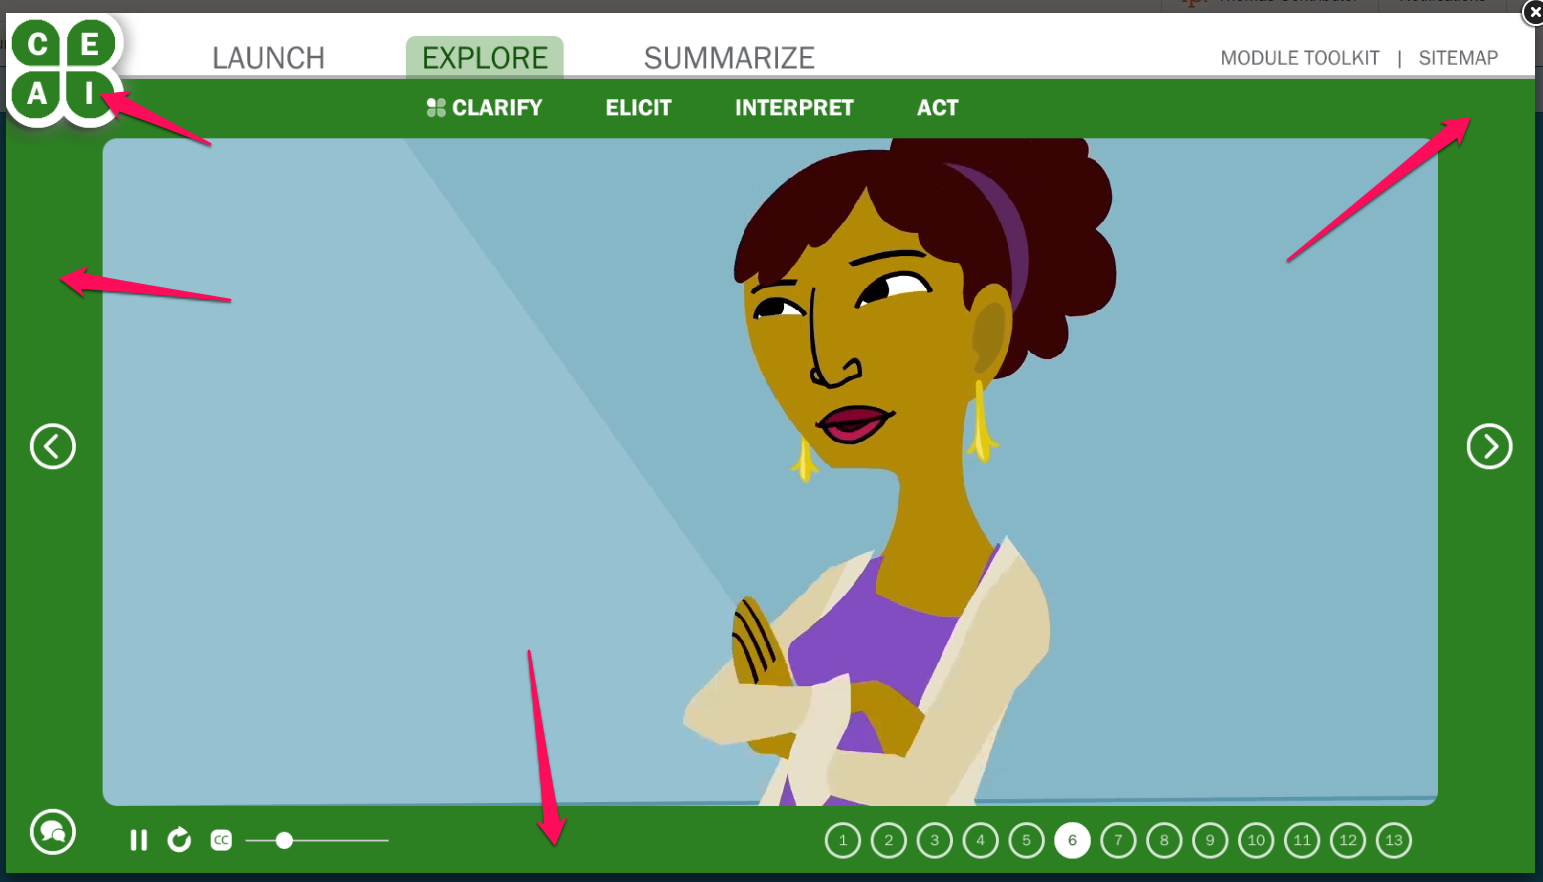 C E
A I
LAUNCH EXPLORE SUMMARIZE MODULE TOOLKIT | SITEMAP
CLARIFY ELICIT INTERPRET ACT
CC 1 2 3 4 5 6 7 8 9 10 11 12 13